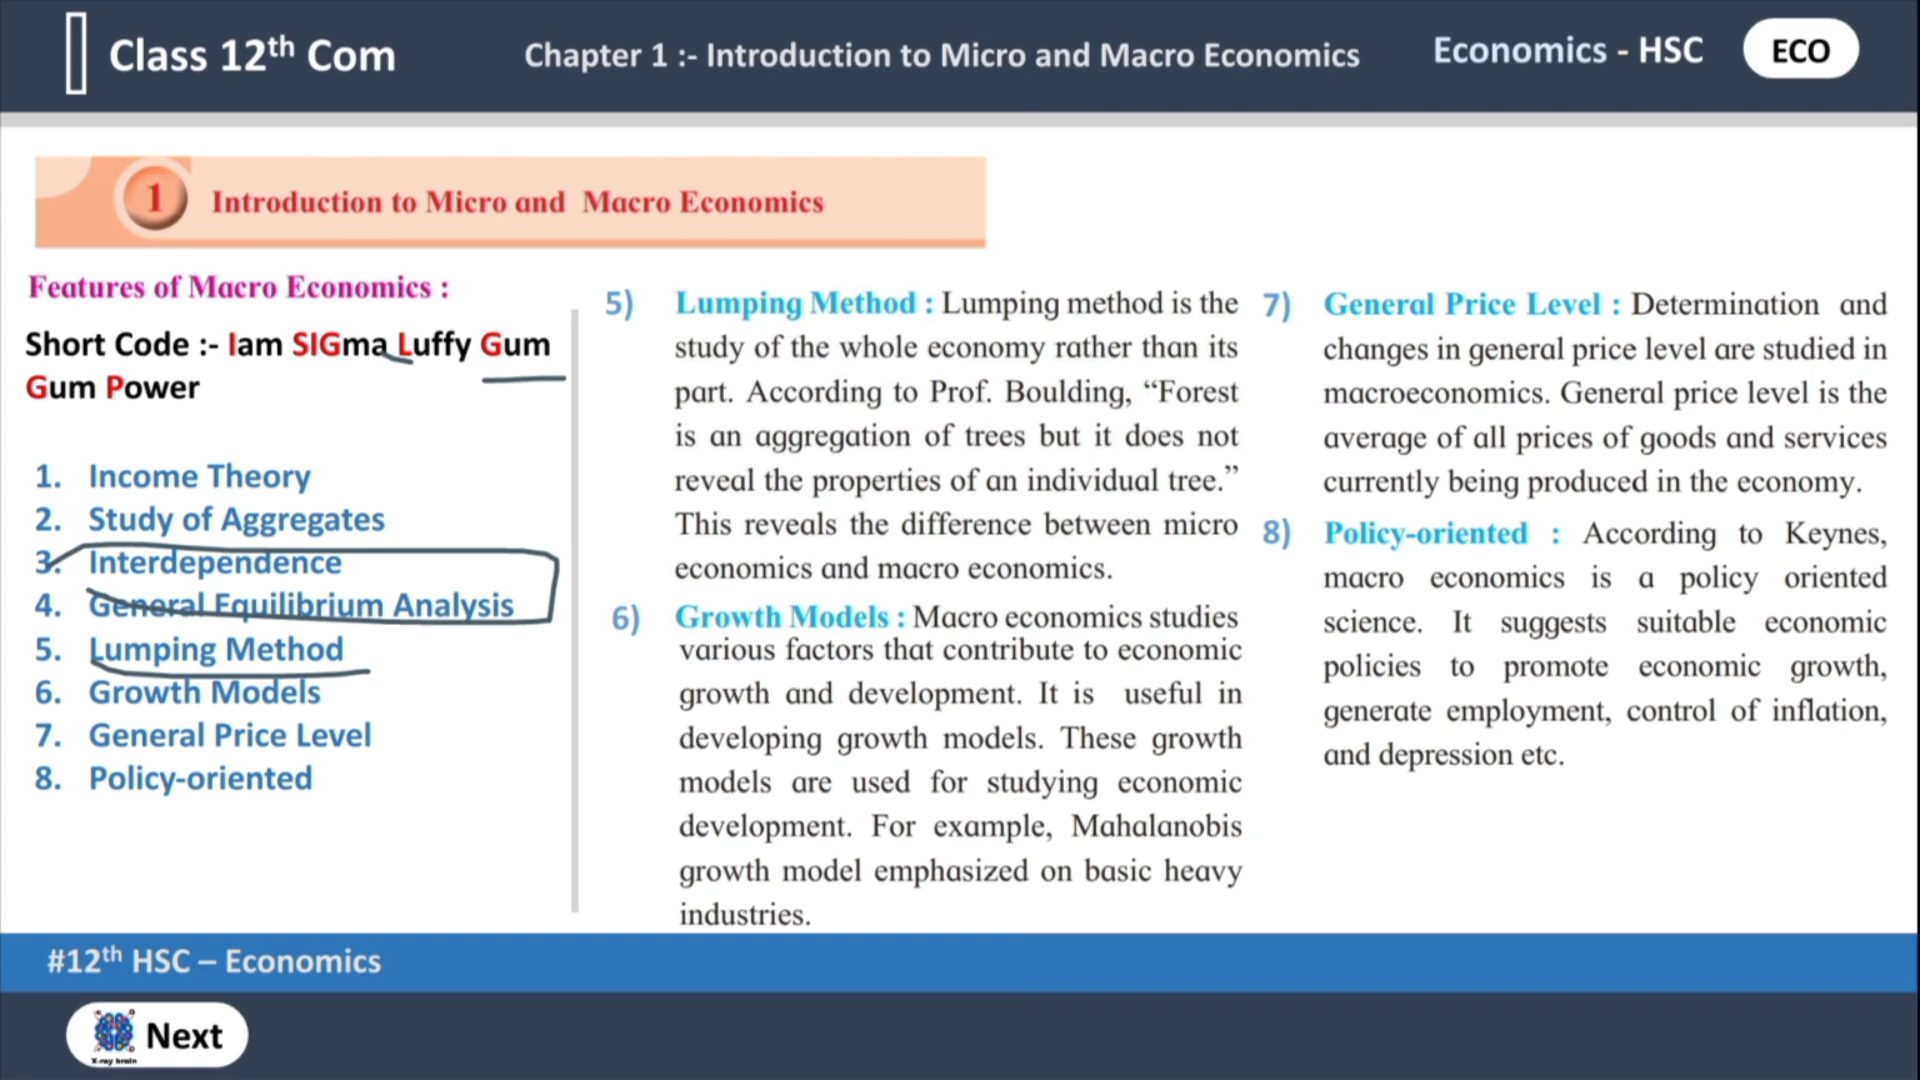 Class 12th Com
Chapter 1 :- Introduction to Micro and Macro Economics
Economics - HSC
ECO
1 Introduction to Micro and Macro Economics
Features of Macro Economics :
Short Code :- Iam SIGma Luffy Gum
Gum Power
1. Income Theory
2. Study of Aggregates
3. Interdependence
4. General Equilibrium Analysis
5. Lumping Method
6. Growth Models
7. General Price Level
8. Policy-oriented
5) Lumping Method : Lumping method is the
study of the whole economy rather than its
part. According to Prof. Boulding, “Forest
is an aggregation of trees but it does not
reveal the properties of an individual tree.”
This reveals the difference between micro
economics and macro economics.
6) Growth Models : Macro economics studies
various factors that contribute to economic
growth and development. It is useful in
developing growth models. These growth
models are used for studying economic
development. For example, Mahalanobis
growth model emphasized on basic heavy
industries.
7) General Price Level : Determination and
changes in general price level are studied in
macroeconomics. General price level is the
average of all prices of goods and services
currently being produced in the economy.
8) Policy-oriented : According to Keynes,
macro economics is a policy oriented
science. It suggests suitable economic
policies to promote economic growth,
generate employment, control of inflation,
and depression etc.
#12th HSC – Economics
Next
X-ray brain